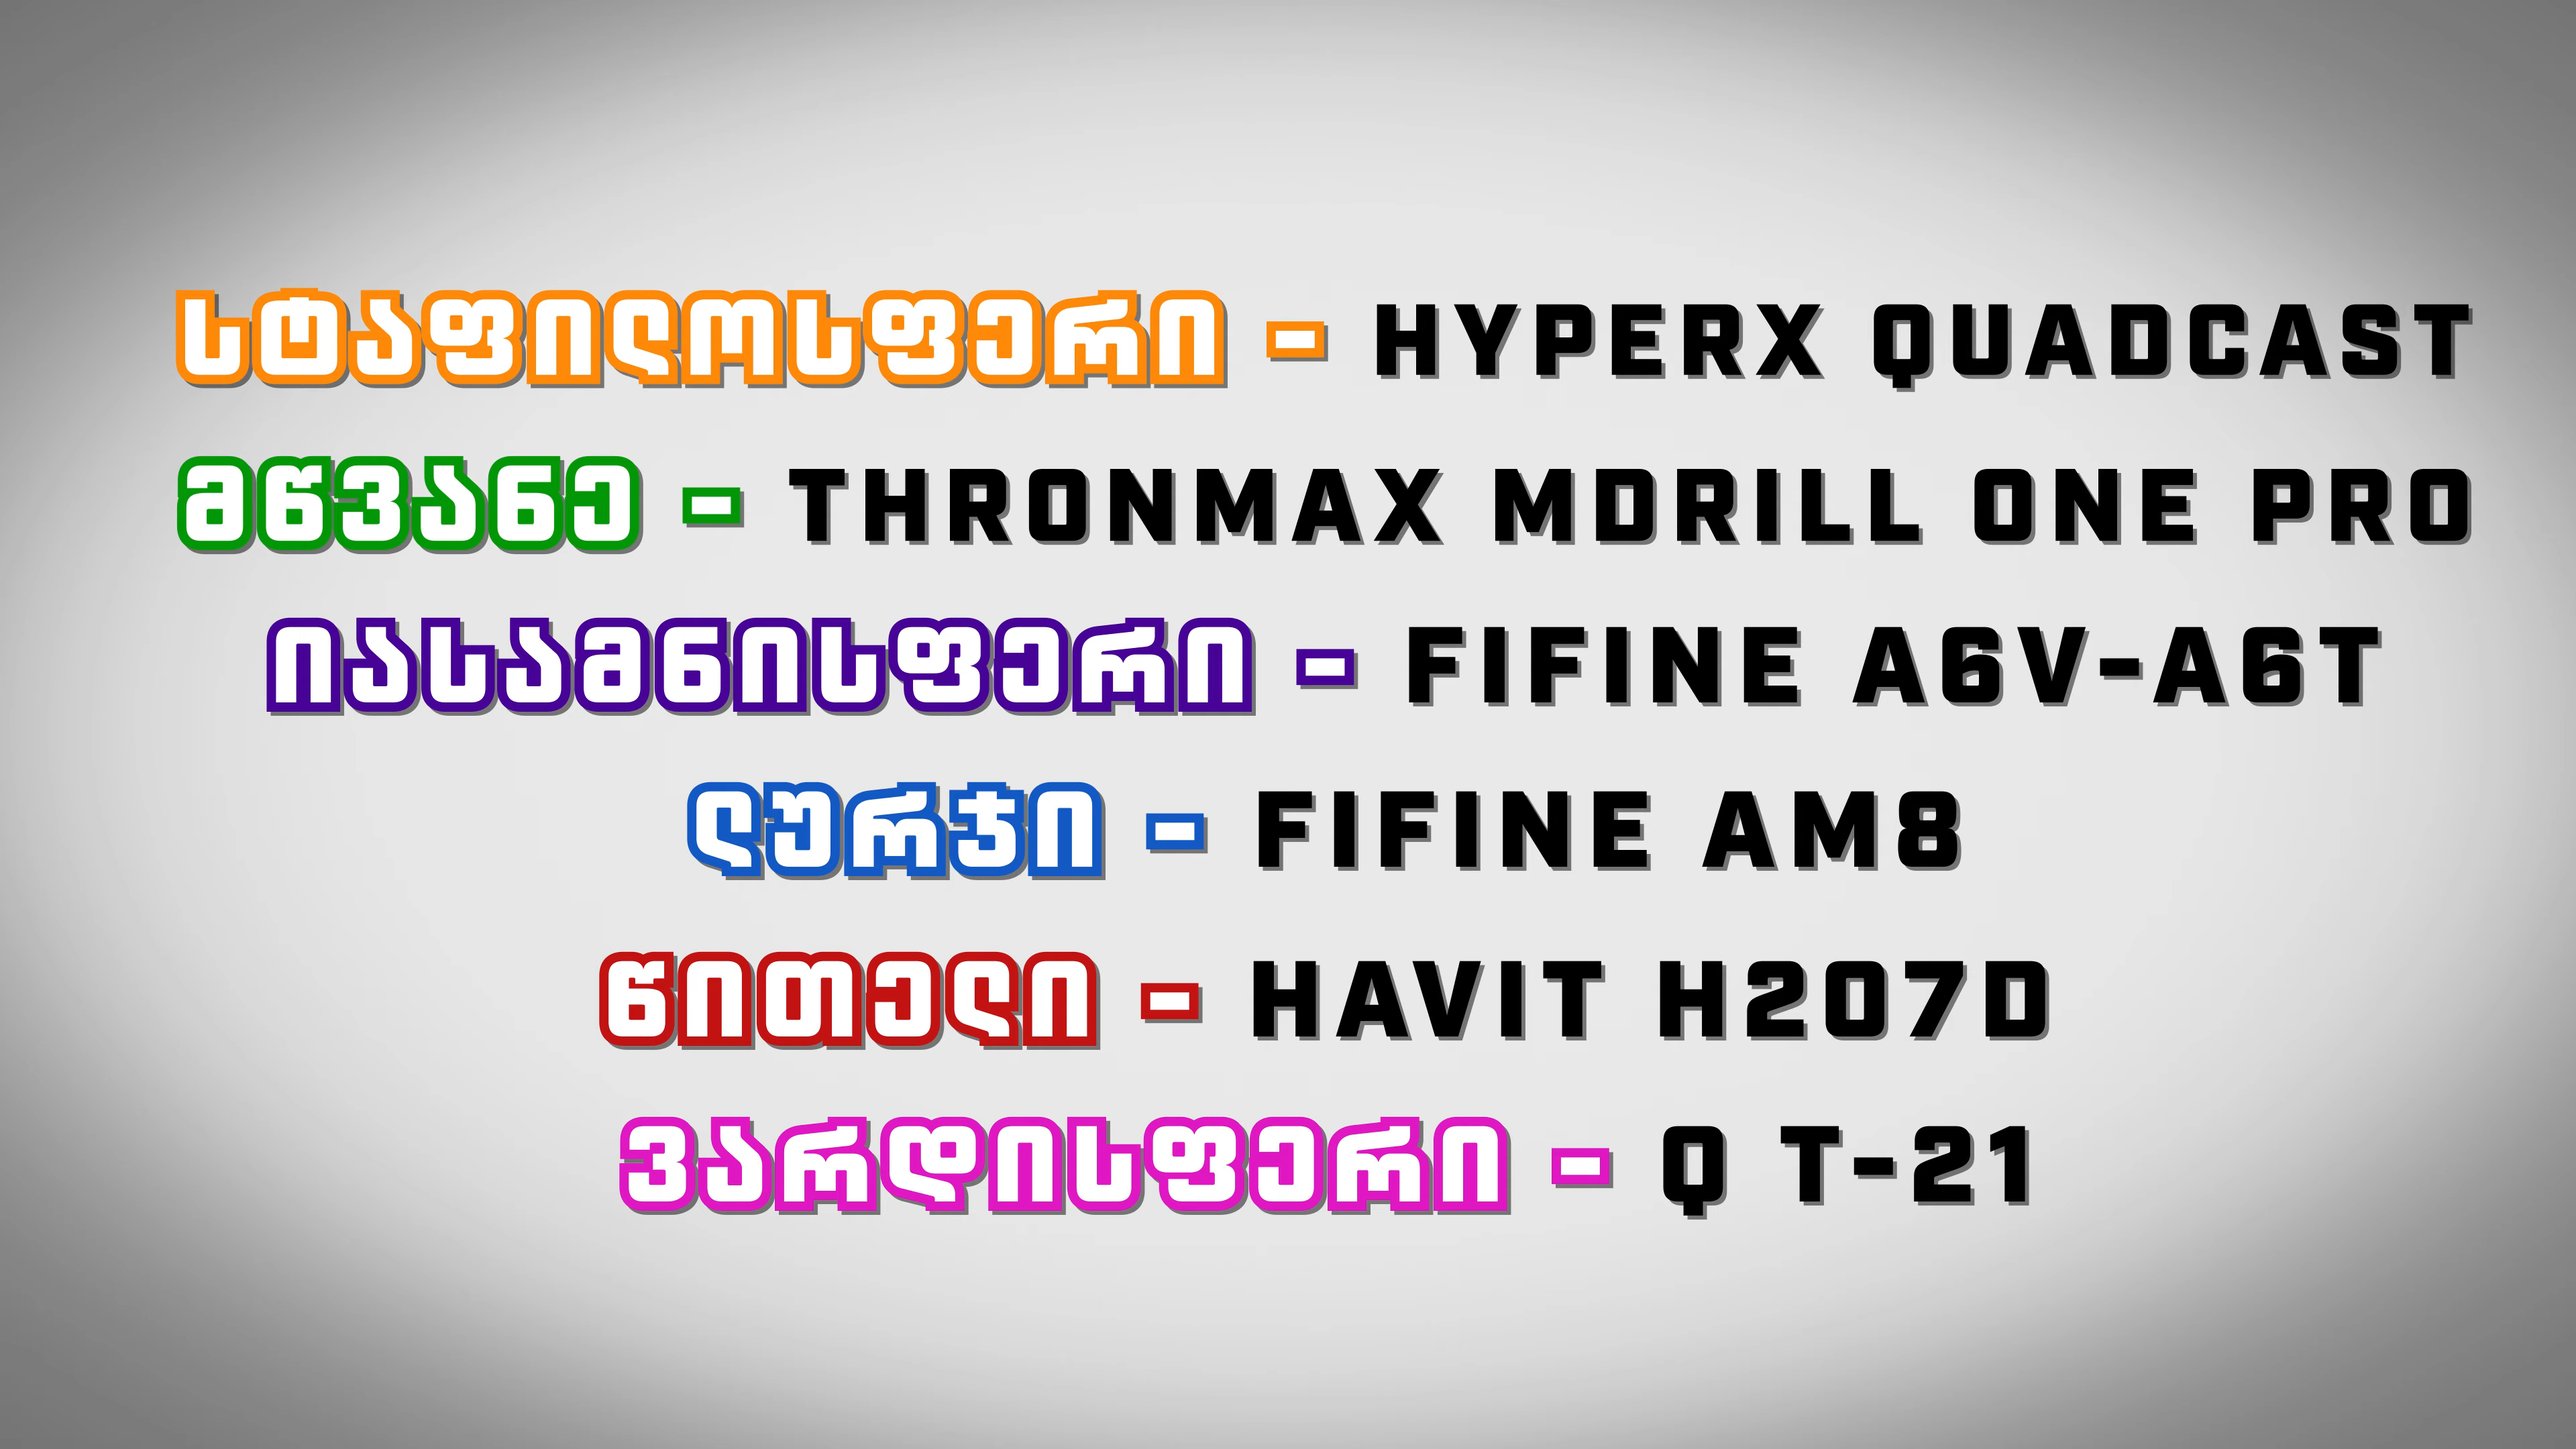 სტაფილოსფერი - HYPERX QUADCAST
მწვანე - THRONMAX MDRILL ONE PRO
იასამნისფერი - FIFINE A6V-A6T
ლურჯი - FIFINE AM8
წითელი - HAVIT H207D
ვარდისფერი - Q T-21